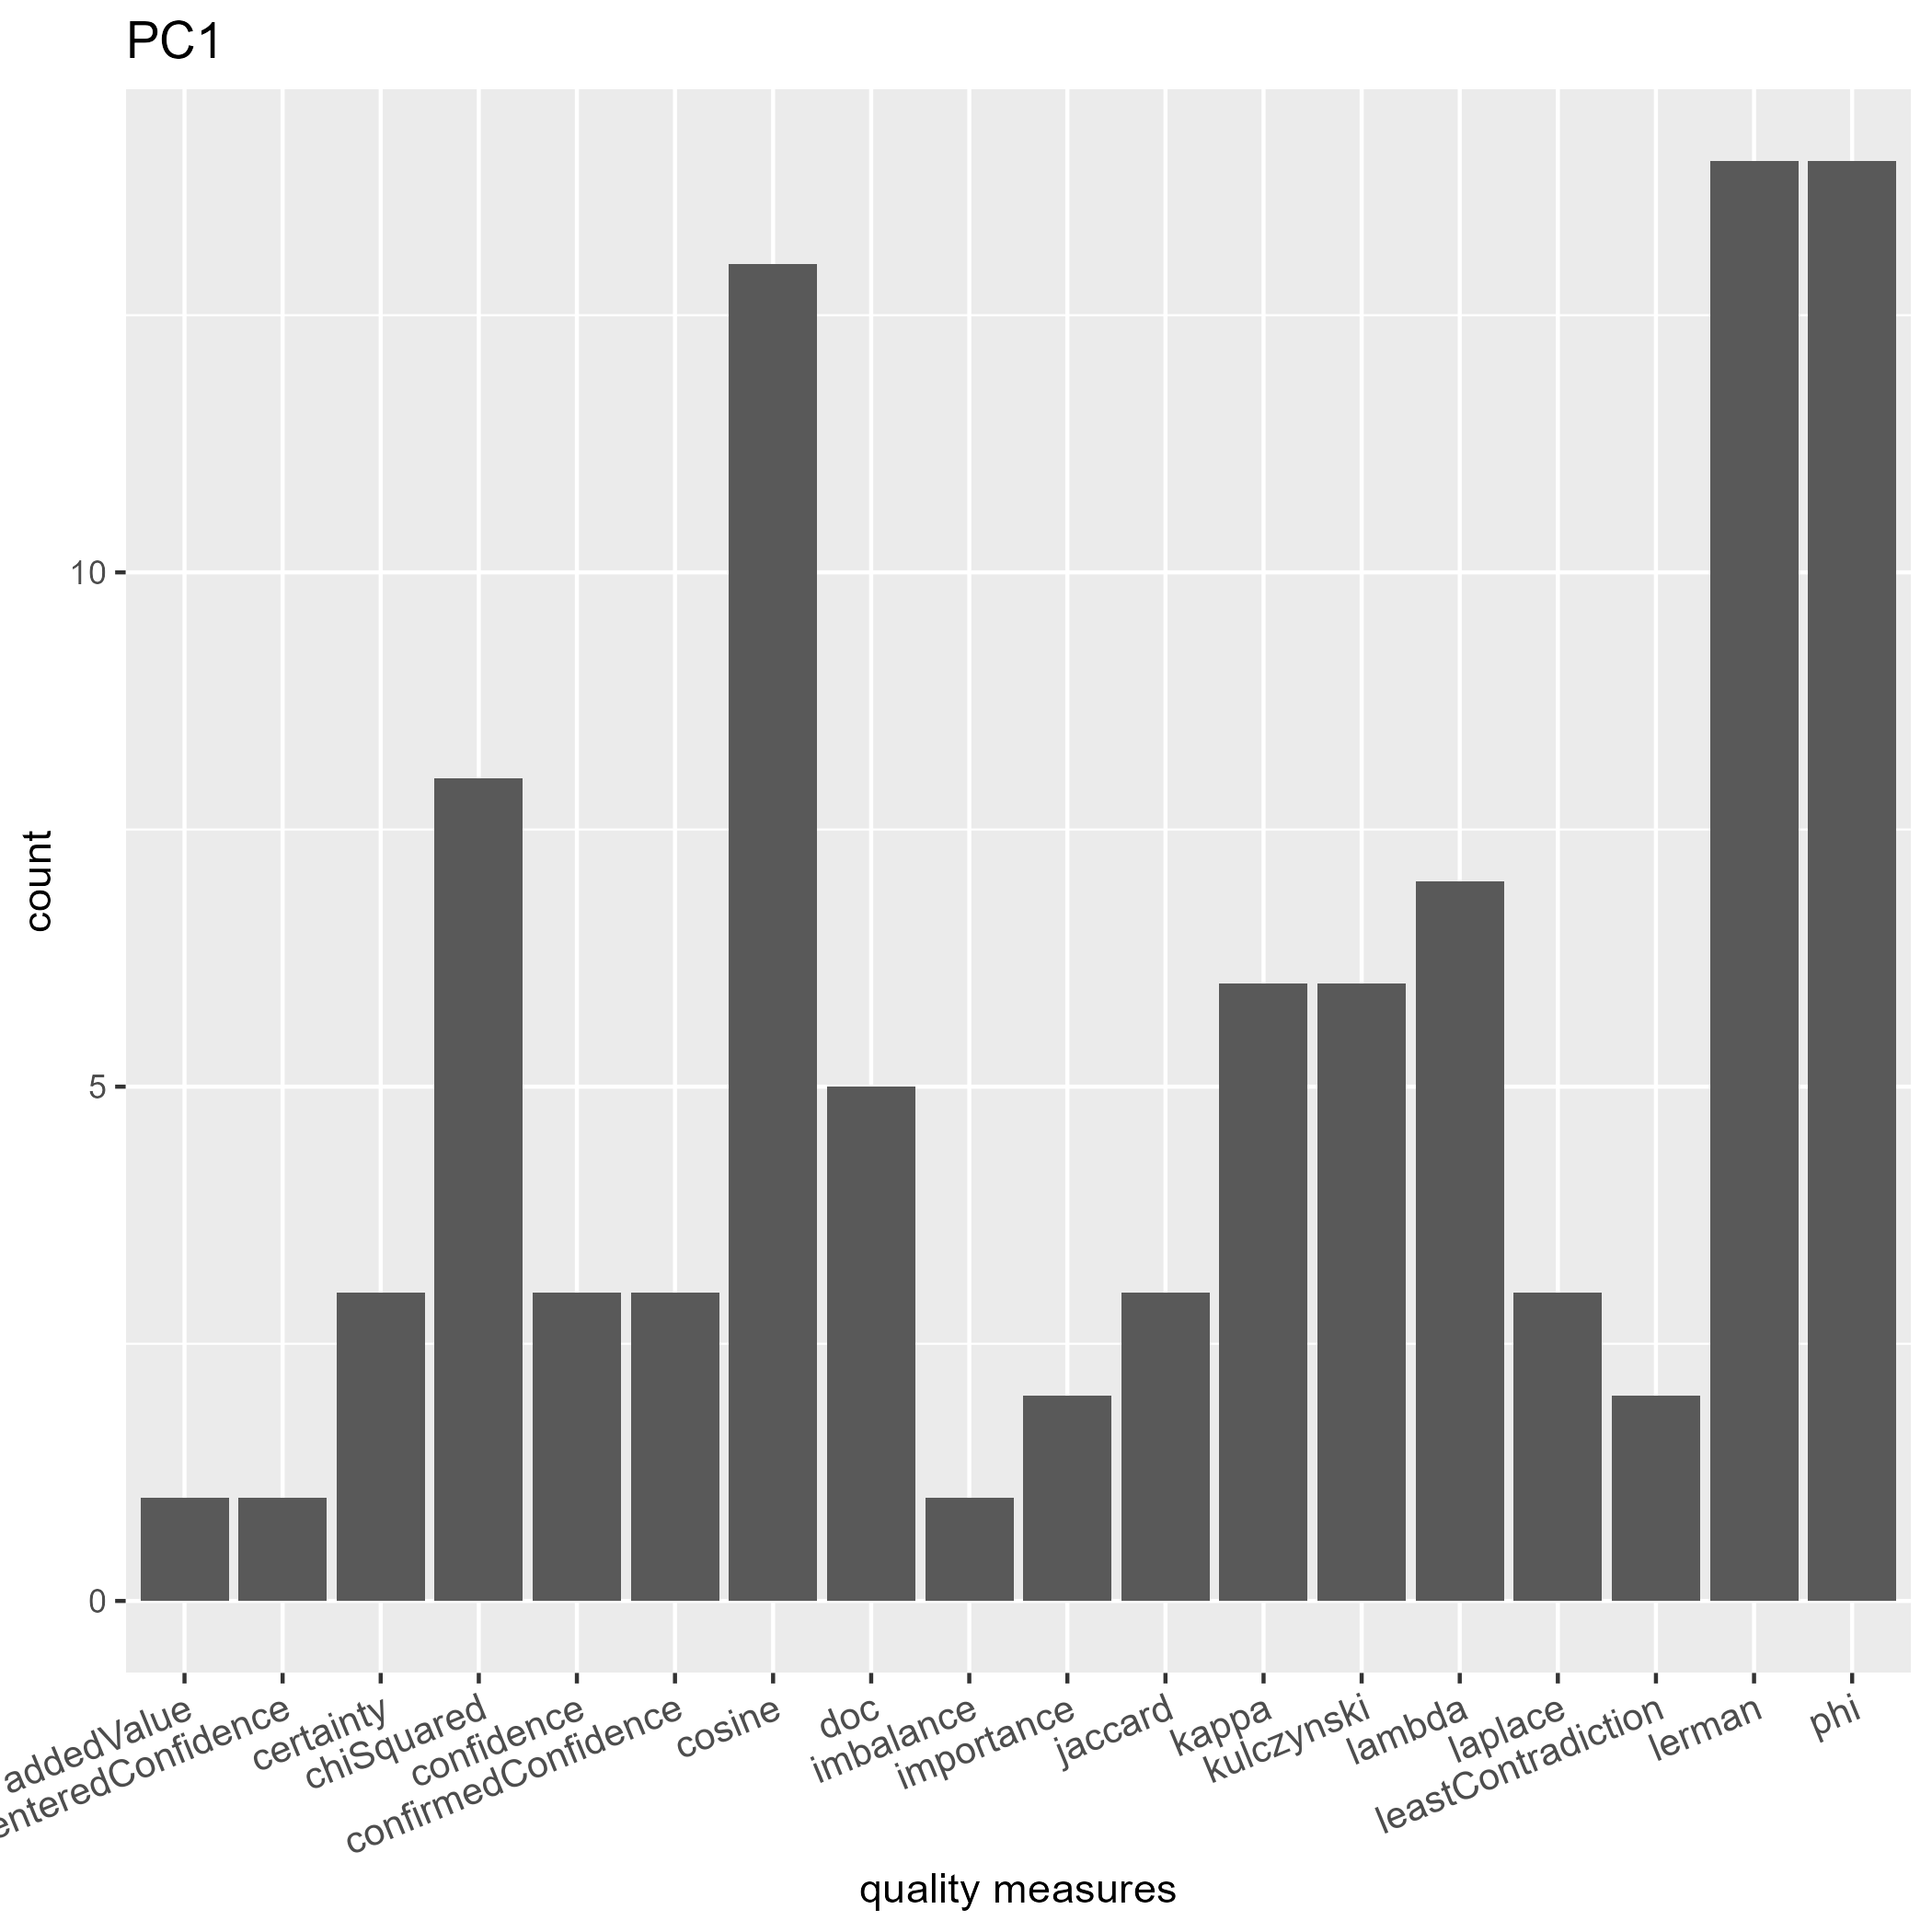 PC1
count
10
5
0
addedValue
enteredConfidence
certainty
chiSquared
confidence
confirmedConfidence
cosine
doc
imbalance
importance
jaccard
kappa
kulczynski
lambda
laplace
leastContradiction
lerman
phi
quality measures